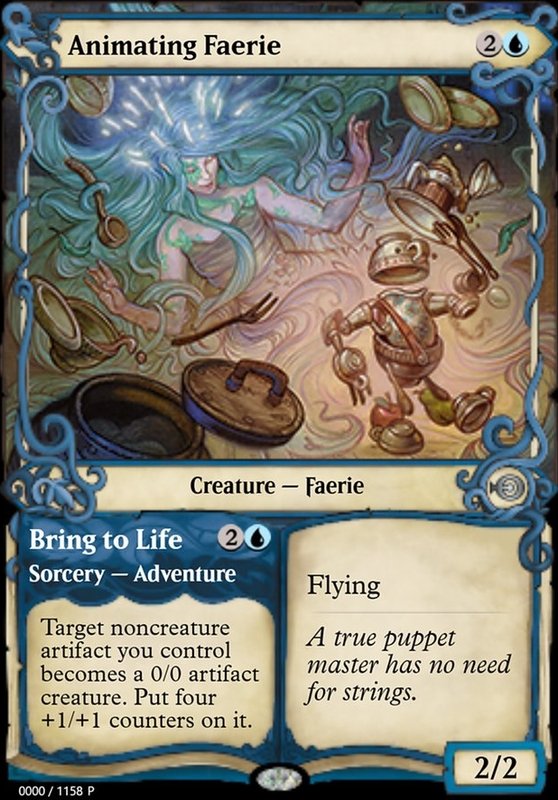 Animating Faerie 2
Creature — Faerie
Bring to Life 2
Sorcery — Adventure
Target noncreature
artifact you control
becomes a 0/0 artifact
creature. Put four
+1/+1 counters on it.
Flying
A true puppet
master has no need
for strings.
2/2
0000 / 1158 P